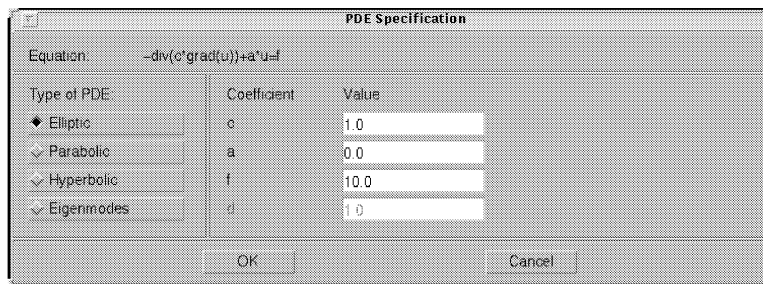 PDE Specification
Equation: -div(c*grad(u))+a*u=f
Type of PDE: Coefficient Value
Elliptic c 1.0
Parabolic a 0.0
Hyperbolic f 10.0
Eigenmodes d 1.0
OK Cancel